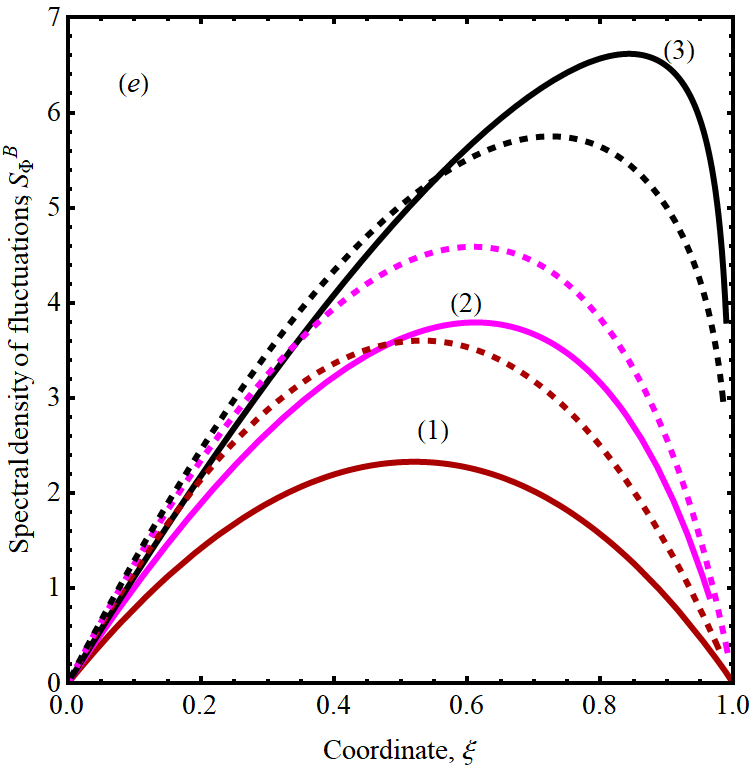 7
(e)
(3)
6
5
4
(2)
3
(1)
2
1
0
0.0 0.2 0.4 0.6 0.8 1.0
Coordinate, ξ
Spectral density of fluctuations S_Φ^B